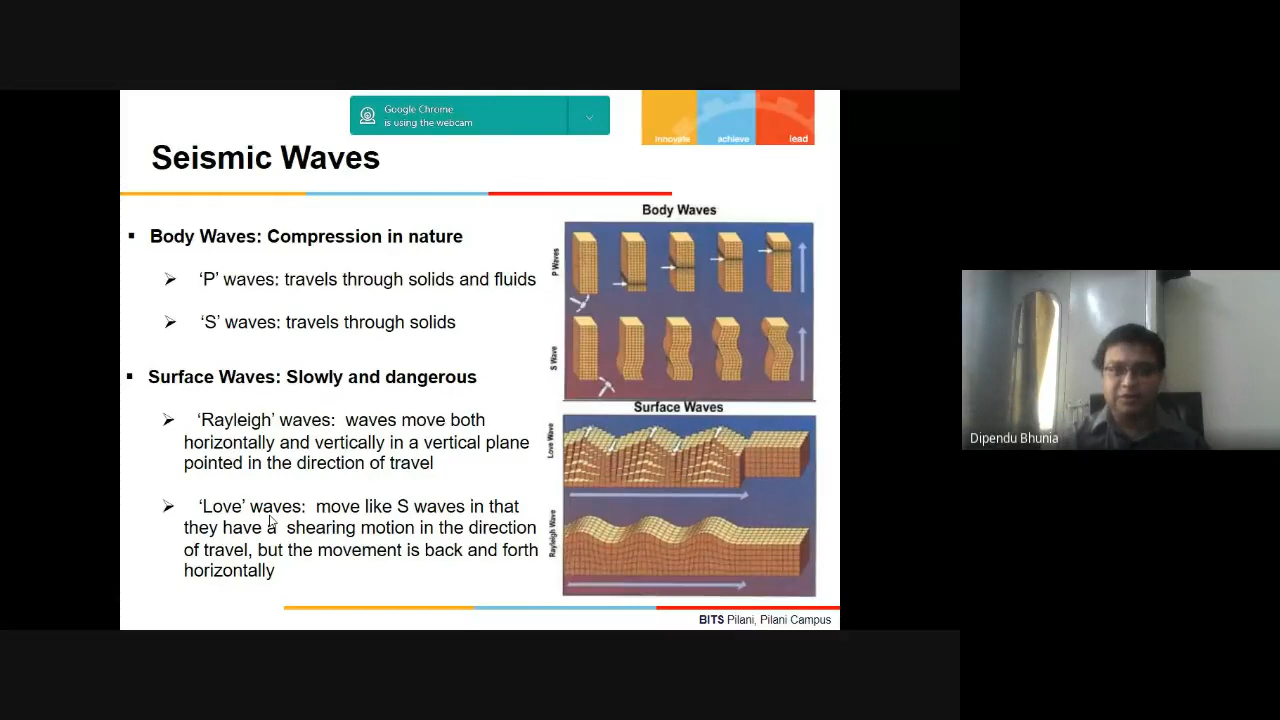 Google Chrome
is using the webcam
innovate achieve lead
Seismic Waves
Body Waves
▪ Body Waves: Compression in nature
P Waves
➢ ‘P’ waves: travels through solids and fluids
➢ ‘S’ waves: travels through solids
S Wave
▪ Surface Waves: Slowly and dangerous
Surface Waves
➢ ‘Rayleigh’ waves: waves move both
horizontally and vertically in a vertical plane
pointed in the direction of travel
Love Wave
➢ ‘Love’ waves: move like S waves in that
they have a shearing motion in the direction
of travel, but the movement is back and forth
horizontally
Rayleigh Wave
BITS Pilani, Pilani Campus
Dipendu Bhunia